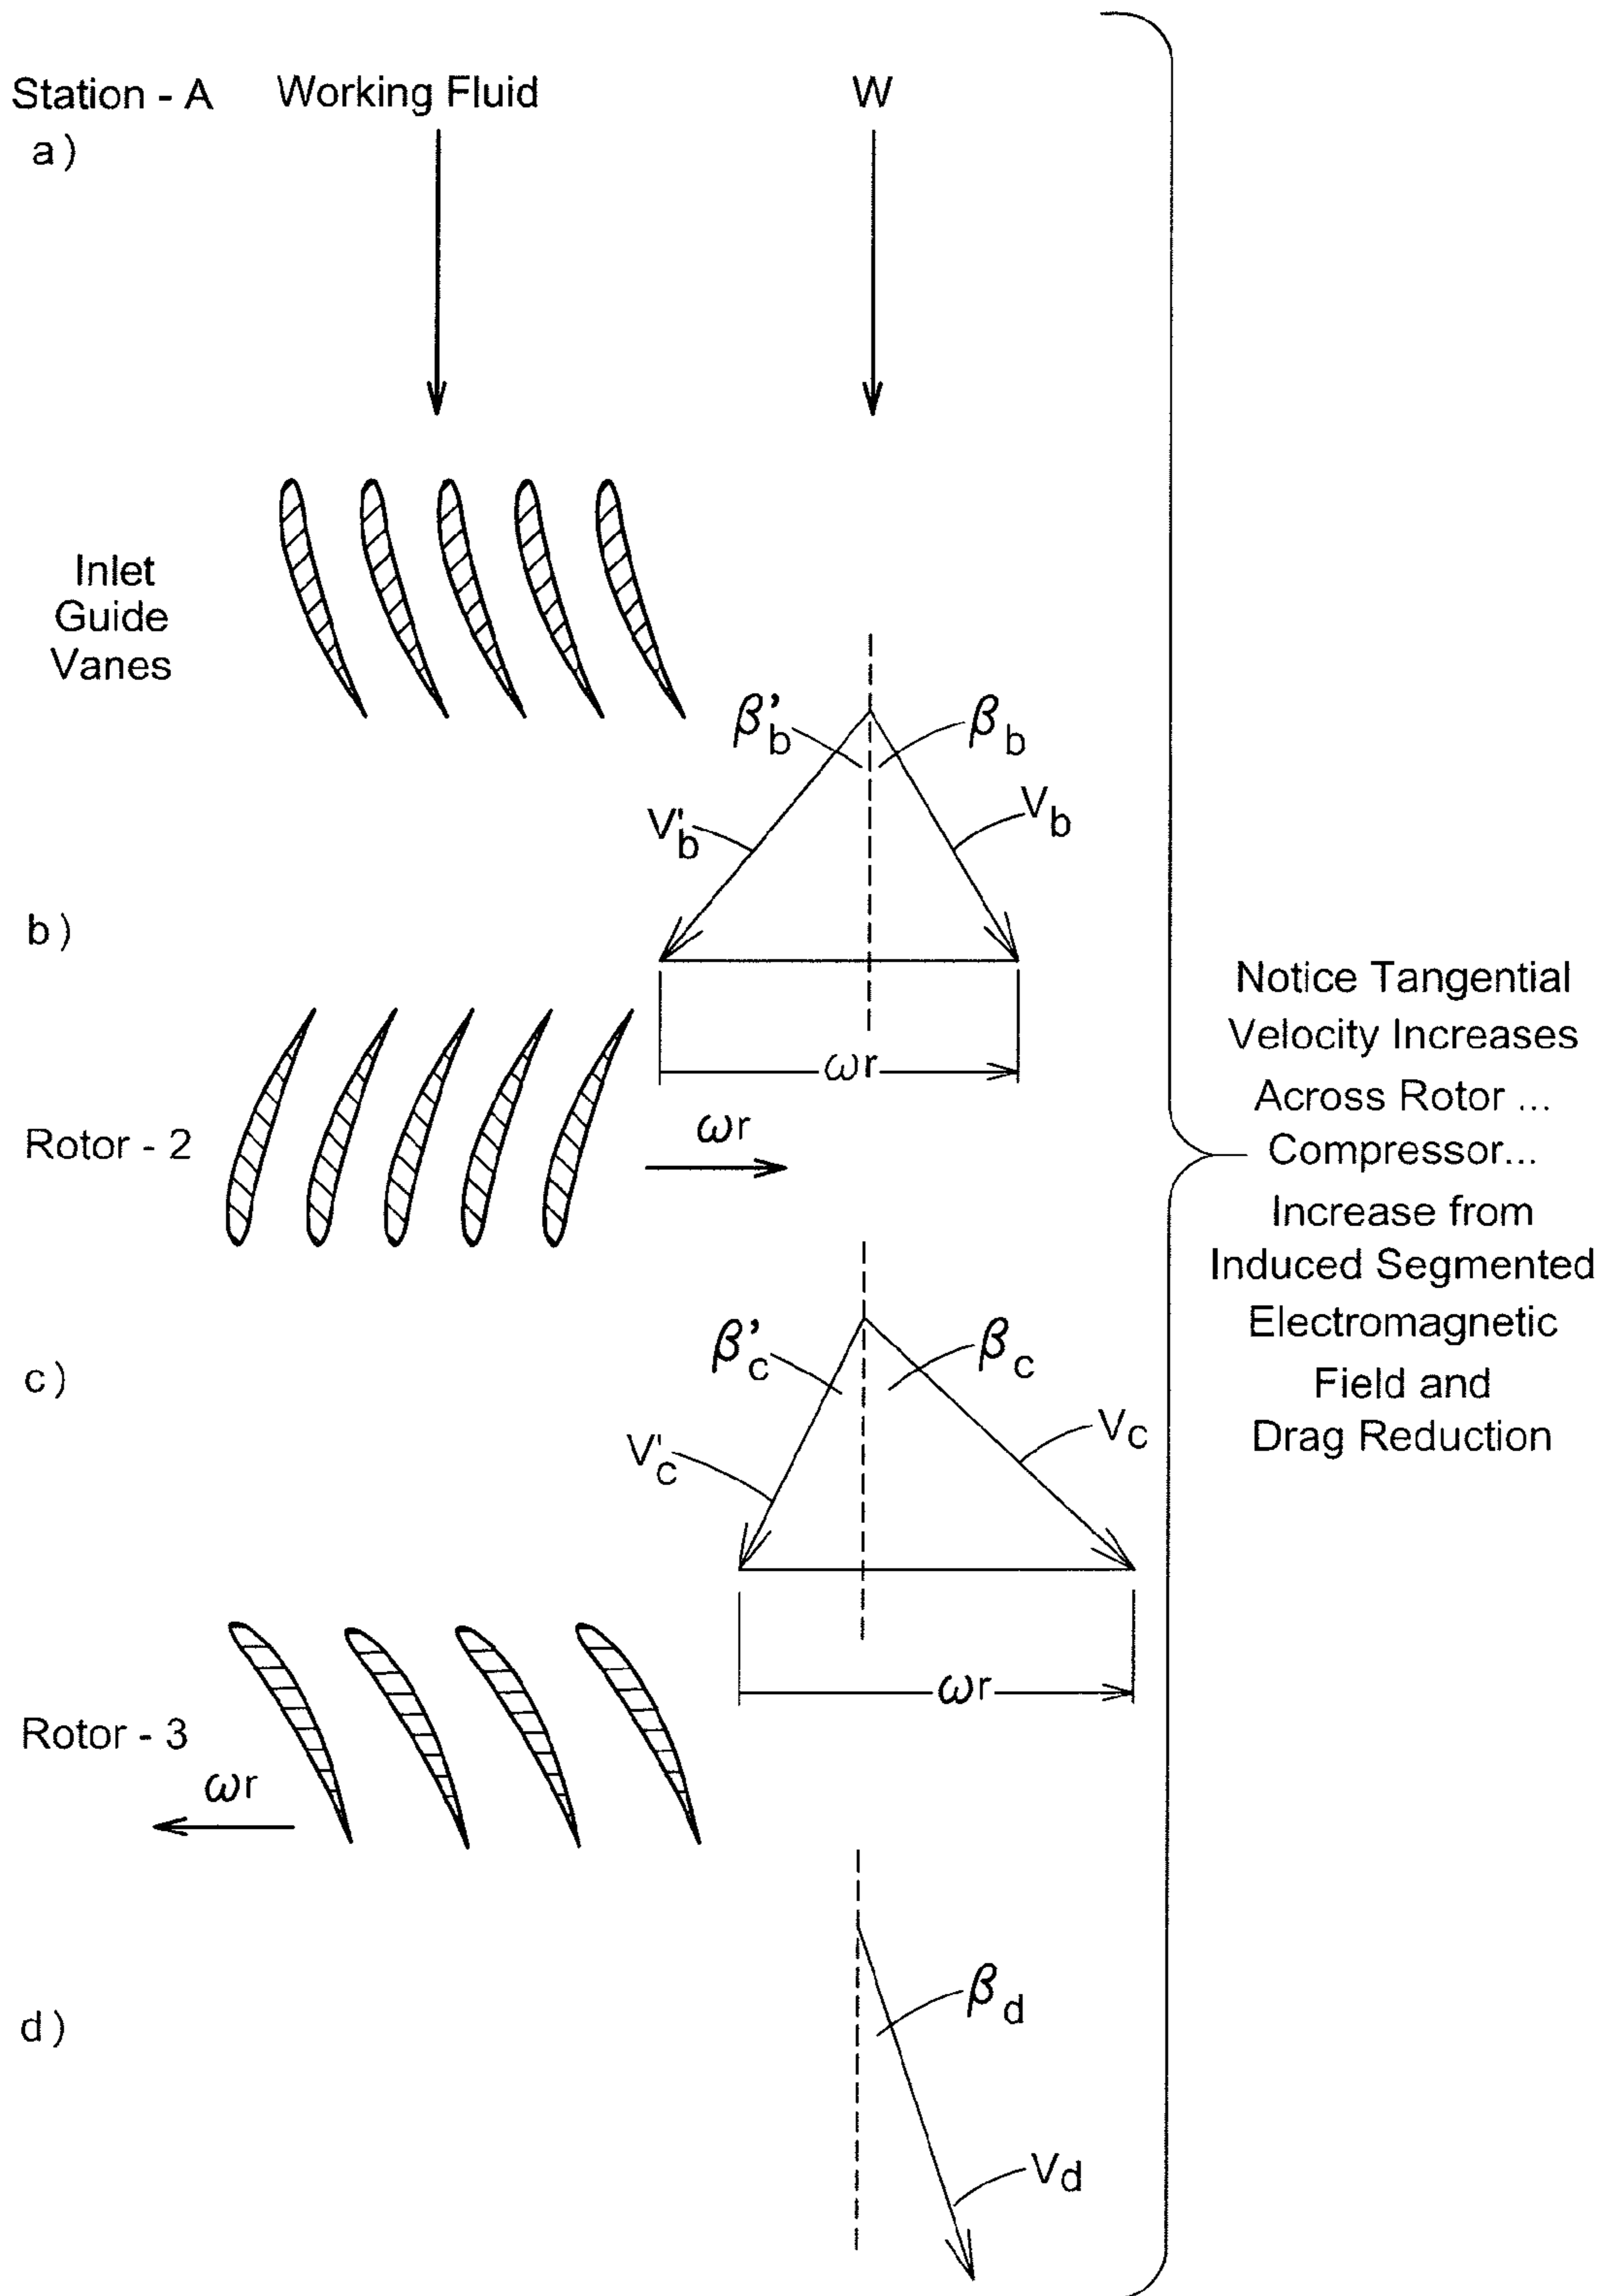 Station - A
Working Fluid
W
a)
Inlet
Guide
Vanes
β'b
βb
V'b
Vb
b)
ωr
Rotor - 2
ωr
β'c
βc
c)
V'c
Vc
ωr
Rotor - 3
ωr
βd
d)
Vd
Notice Tangential
Velocity Increases
Across Rotor ...
Compressor...
Increase from
Induced Segmented
Electromagnetic
Field and
Drag Reduction